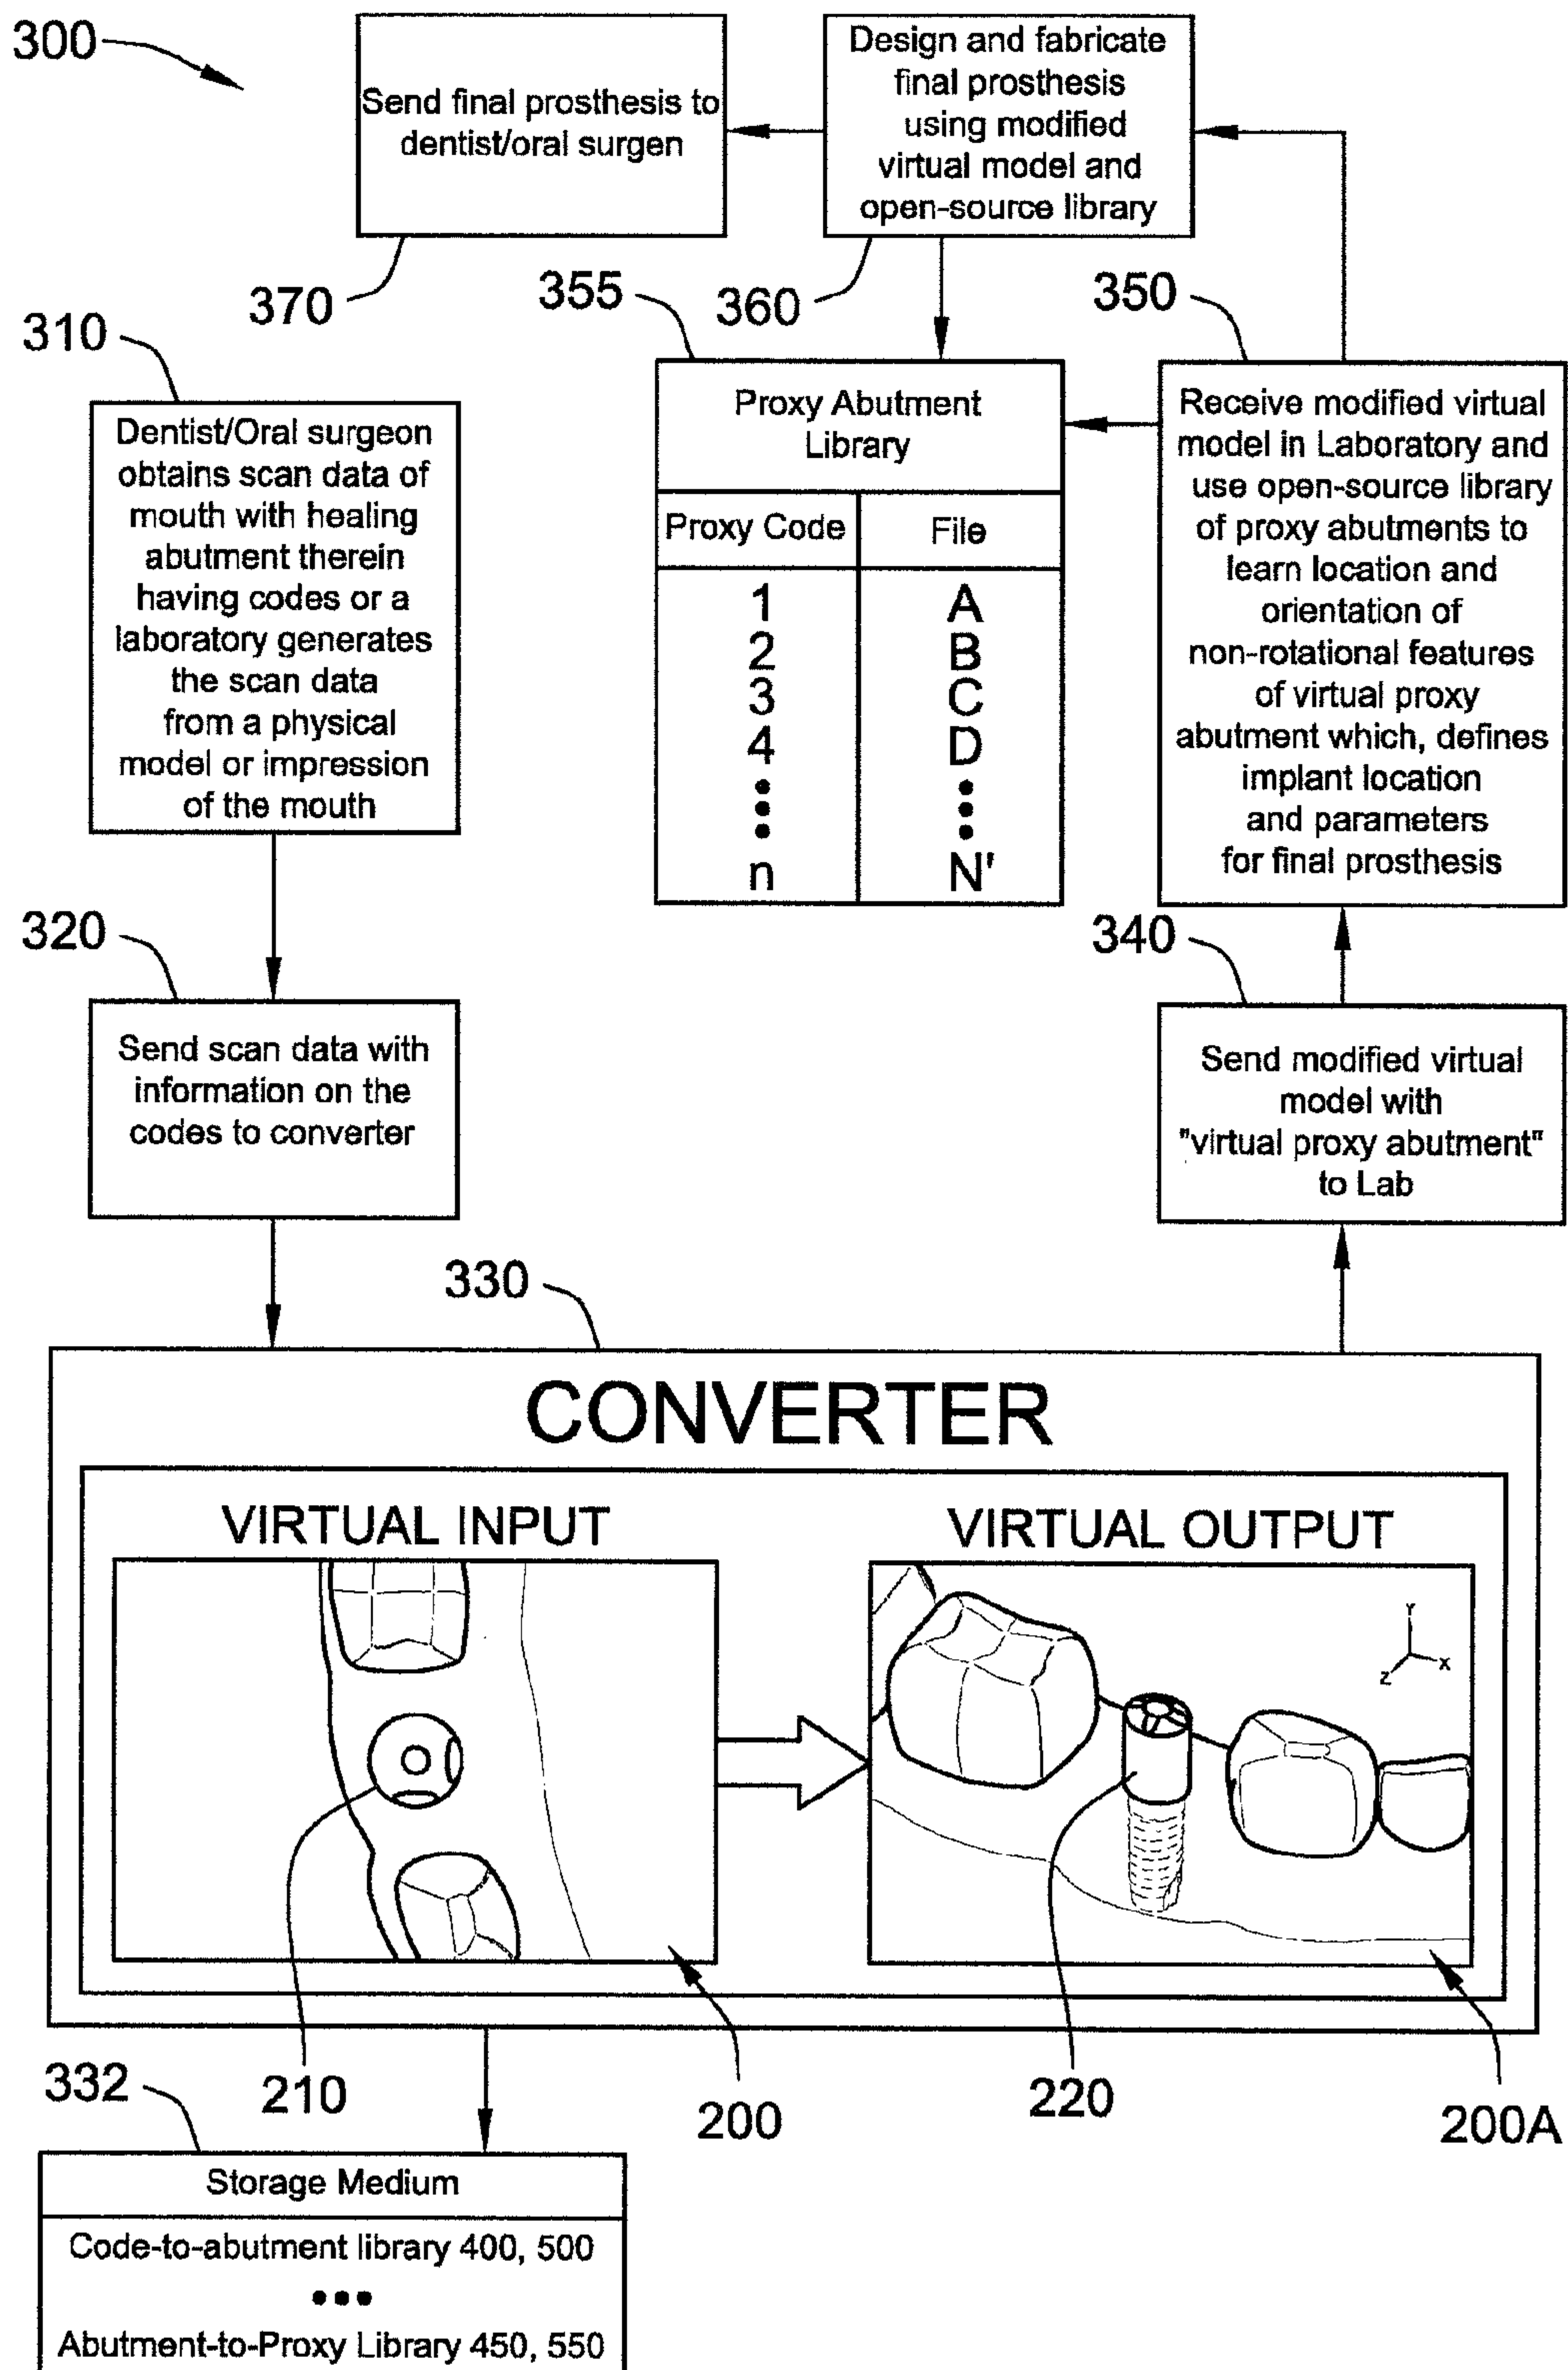 300
Send final prosthesis to
dentist/oral surgen
370
Design and fabricate
final prosthesis
using modified
virtual model and
open-source library
360
310
Dentist/Oral surgeon
obtains scan data of
mouth with healing
abutment therein
having codes or a
laboratory generates
the scan data
from a physical
model or impression
of the mouth
355
Proxy Abutment
Library
Proxy Code File
1 A
2 B
3 C
4 D
n N'
350
Receive modified virtual
model in Laboratory and
use open-source library
of proxy abutments to
learn location and
orientation of
non-rotational features
of virtual proxy
abutment which, defines
implant location
and parameters
for final prosthesis
320
Send scan data with
information on the
codes to converter
340
Send modified virtual
model with
"virtual proxy abutment"
to Lab
330
CONVERTER
VIRTUAL INPUT
VIRTUAL OUTPUT
Y
Z X
210
200
220
200A
332
Storage Medium
Code-to-abutment library 400, 500
•••
Abutment-to-Proxy Library 450, 550